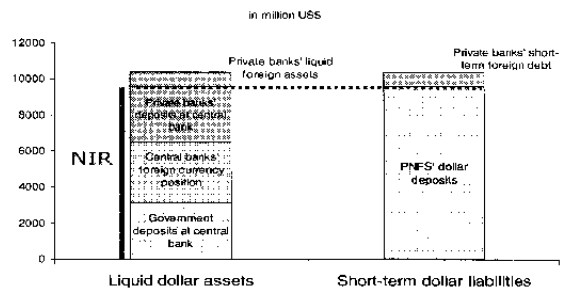 in million US$
12000
10000
8000
6000
4000
2000
0
NIR
Private banks' liquid
foreign assets
Private banks' short-
term foreign debt
Private banks'
deposits at central
bank
Central banks'
foreign currency
position
Government
deposits at central
bank
PNFS' dollar
deposits
Liquid dollar assets
Short-term dollar liabilities